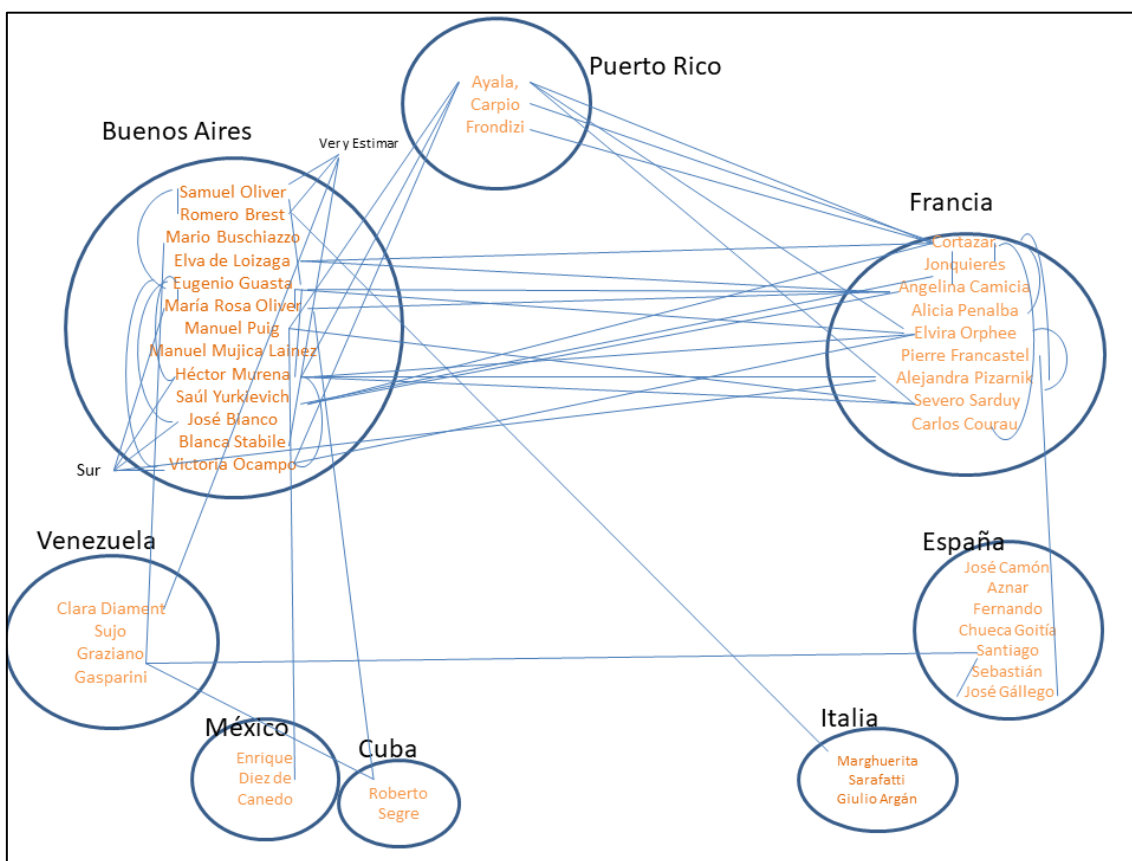 Puerto Rico
Ayala,
Carpio
Frondizi
Buenos Aires
Ver y Estimar
Samuel Oliver
Romero Brest
Mario Buschiazzo
Elva de Loizaga
Eugenio Guasta
María Rosa Oliver
Manuel Puig
Manuel Mujica Lainez
Héctor Murena
Saúl Yurkievich
José Bianco
Blanca Stabile
Victoria Ocampo
Sur
Francia
Cortazar
Jonquieres
Angelina Camicia
Alicia Penalba
Elvira Orphee
Pierre Francastel
Alejandra Pizarnik
Severo Sarduy
Carlos Courau
Venezuela
Clara Diament
Sujo
Graziano
Gasparini
España
José Camón
Aznar
Fernando
Chueca Goitía
Santiago
Sebastián
José Gállego
México
Enrique
Diez de
Canedo
Cuba
Roberto
Segre
Italia
Marghuerita
Sarafatti
Giulio Argán